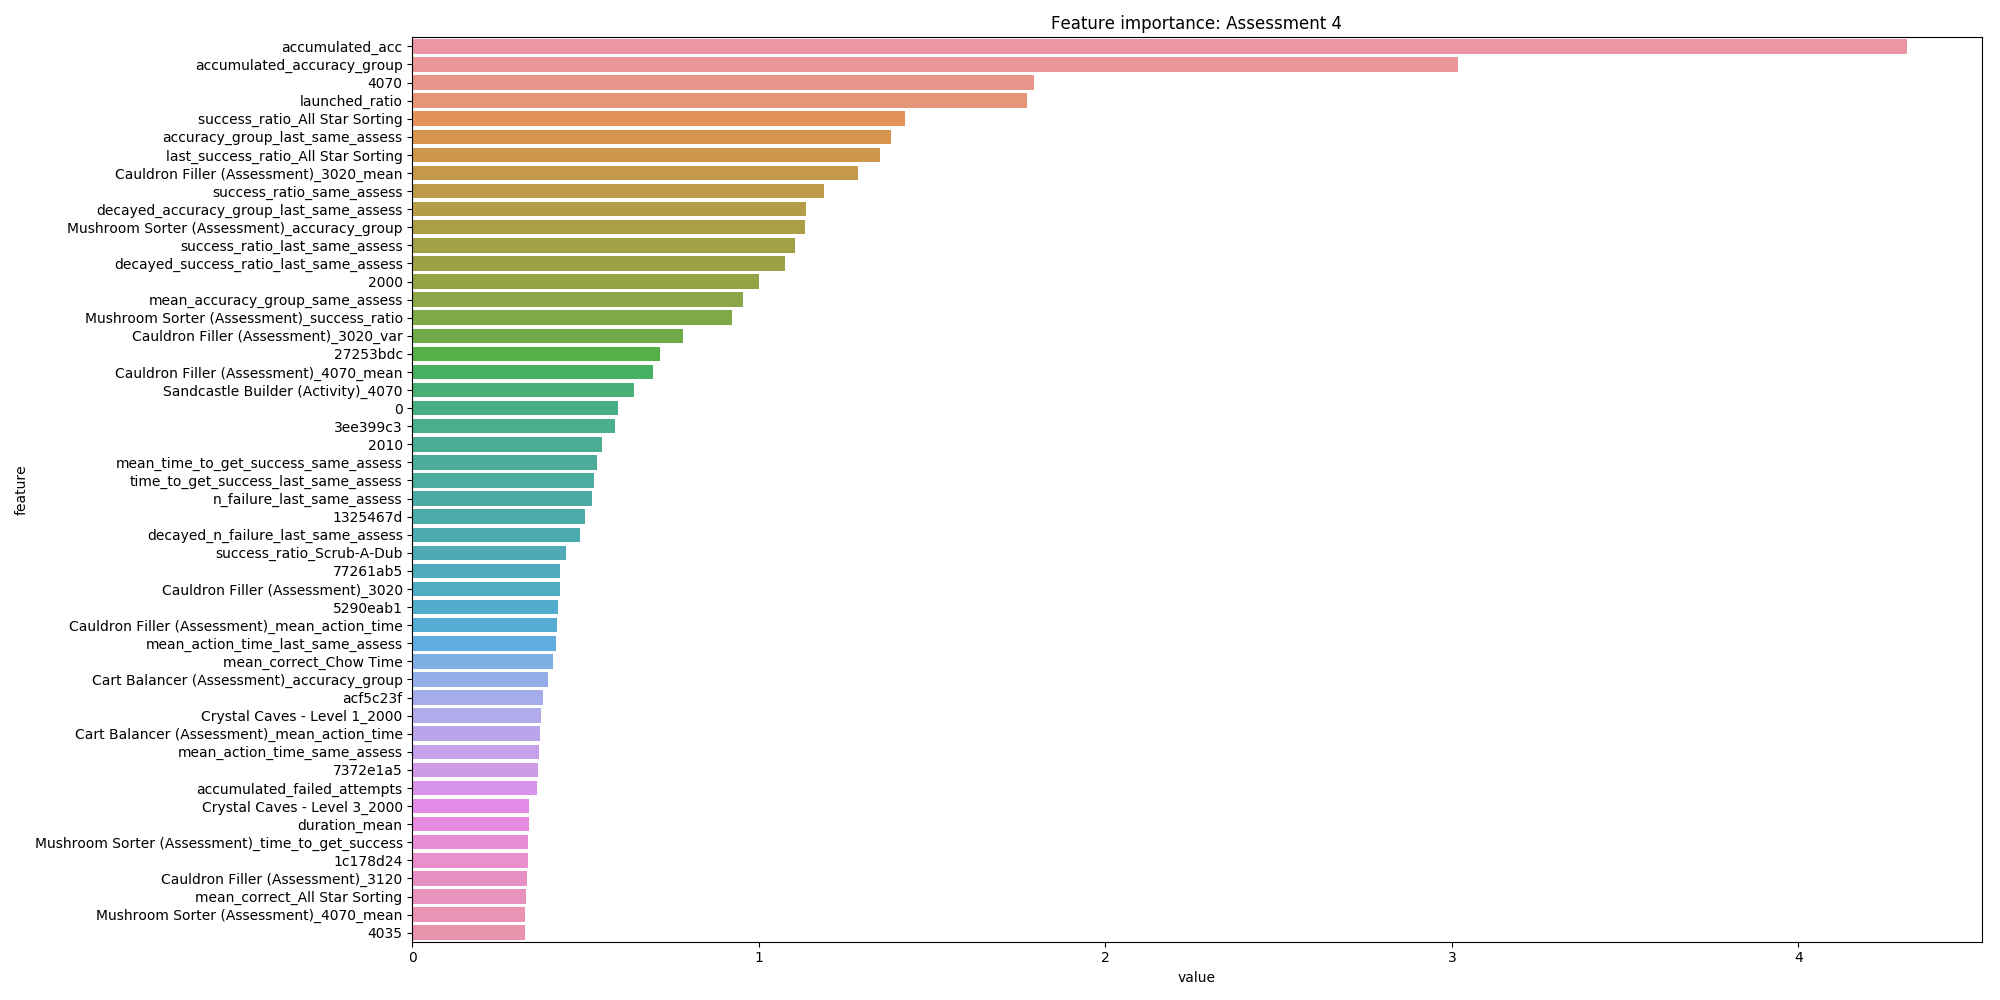 Feature importance: Assessment 4
accumulated_acc
accumulated_accuracy_group
4070
launched_ratio
success_ratio_All Star Sorting
accuracy_group_last_same_assess
last_success_ratio_All Star Sorting
Cauldron Filler (Assessment)_3020_mean
success_ratio_same_assess
decayed_accuracy_group_last_same_assess
Mushroom Sorter (Assessment)_accuracy_group
success_ratio_last_same_assess
decayed_success_ratio_last_same_assess
2000
mean_accuracy_group_same_assess
Mushroom Sorter (Assessment)_success_ratio
Cauldron Filler (Assessment)_3020_var
27253bdc
Cauldron Filler (Assessment)_4070_mean
Sandcastle Builder (Activity)_4070
0
3ee399c3
2010
mean_time_to_get_success_same_assess
time_to_get_success_last_same_assess
n_failure_last_same_assess
1325467d
decayed_n_failure_last_same_assess
success_ratio_Scrub-A-Dub
77261ab5
Cauldron Filler (Assessment)_3020
5290eab1
Cauldron Filler (Assessment)_mean_action_time
mean_action_time_last_same_assess
mean_correct_Chow Time
Cart Balancer (Assessment)_accuracy_group
acf5c23f
Crystal Caves - Level 1_2000
Cart Balancer (Assessment)_mean_action_time
mean_action_time_same_assess
7372e1a5
accumulated_failed_attempts
Crystal Caves - Level 3_2000
duration_mean
Mushroom Sorter (Assessment)_time_to_get_success
1c178d24
Cauldron Filler (Assessment)_3120
mean_correct_All Star Sorting
Mushroom Sorter (Assessment)_4070_mean
4035
feature
0 1 2 3 4
value